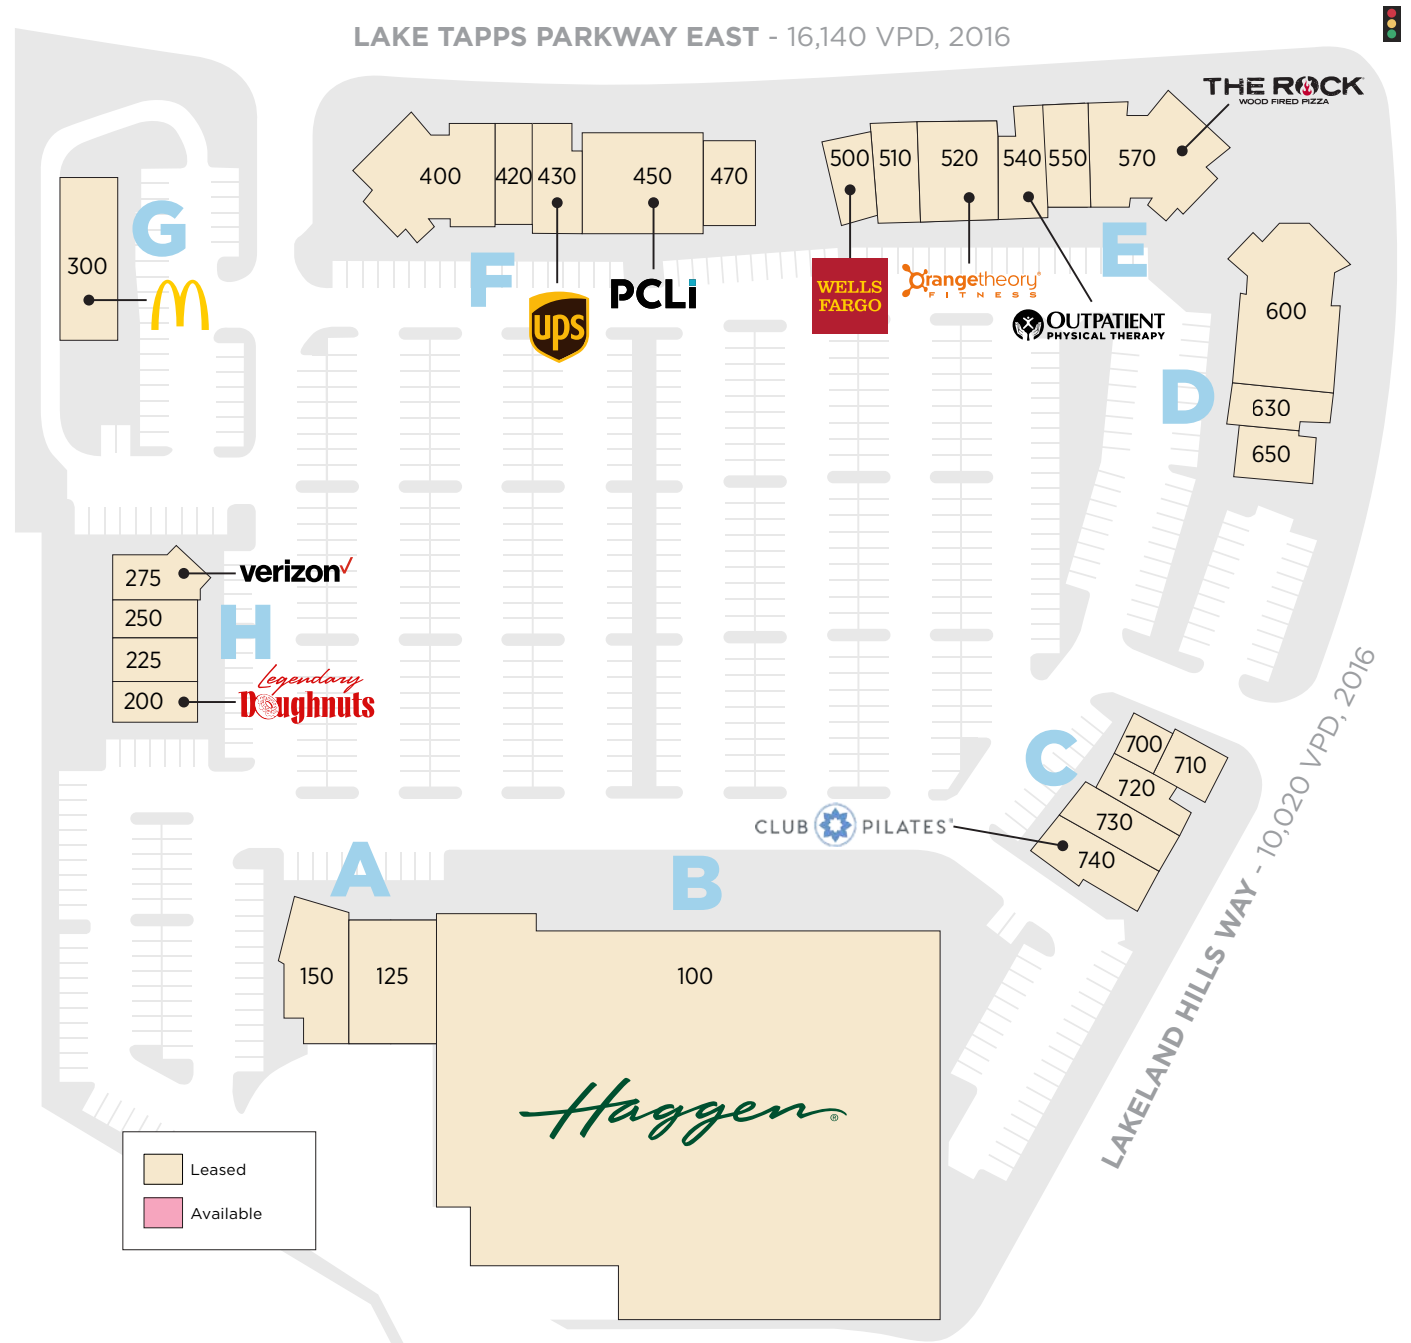 LAKE TAPPS PARKWAY EAST - 16,140 VPD, 2016
THE ROCK
WOOD FIRED PIZZA
400
420
430
450
470
500
510
520
540
550
570
G
300
F
E
ups
PCLi
WELLS
FARGO
Orangetheory®
FITNESS
OUTPATIENT
PHYSICAL THERAPY
600
D
630
650
275
verizon
250
H
225
200
Legendary
Doughnuts
C
700
710
720
730
740
CLUB PILATES
LAKELAND HILLS WAY - 10,020 VPD, 2016
A
B
150
125
100
Haggen®
Leased
Available